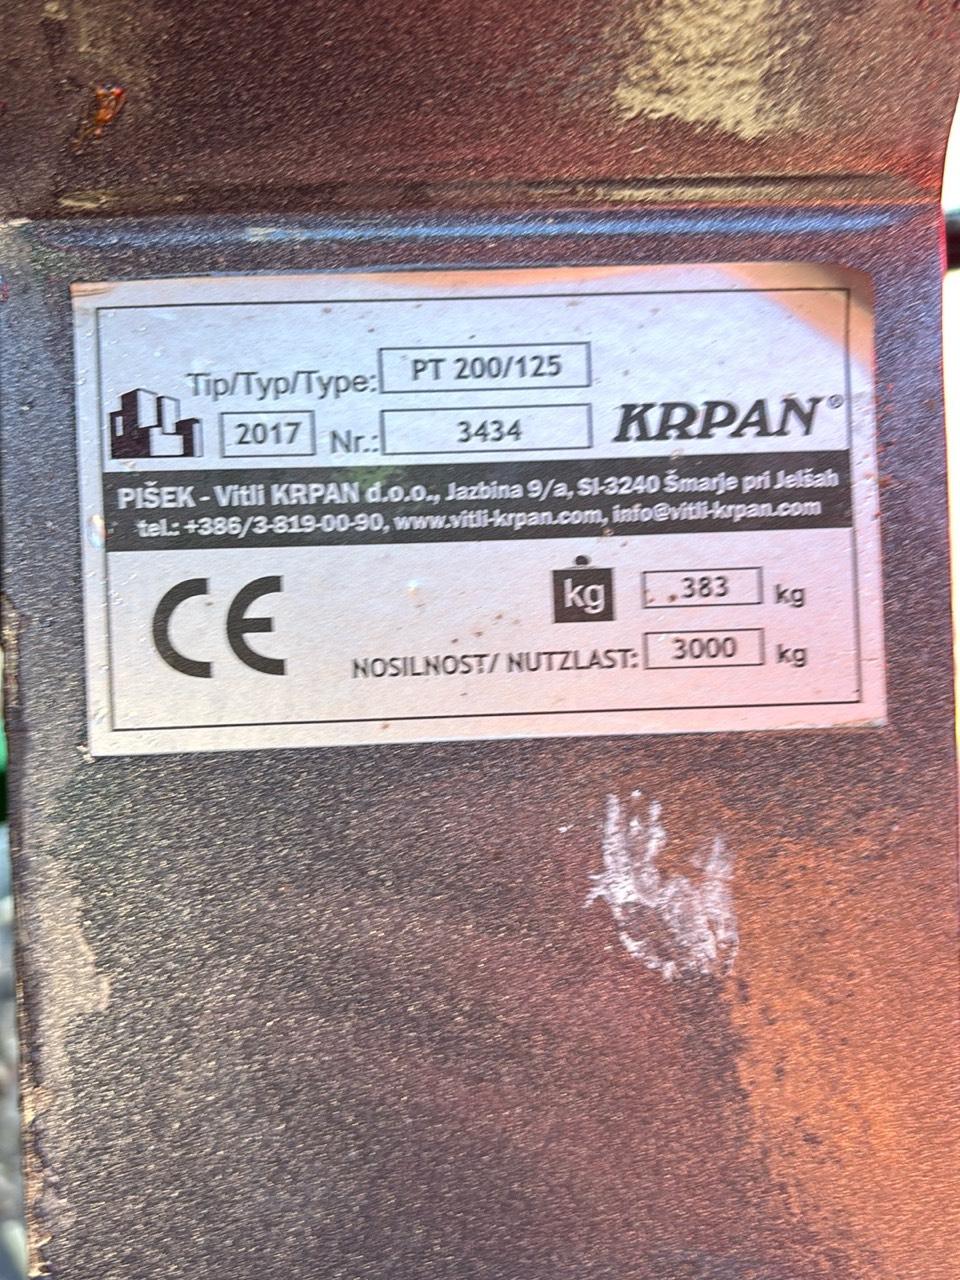 Tip/Typ/Type: PT 200/125
2017 Nr.: 3434 KRPAN®
PIŠEK - Vitli KRPAN d.o.o., Jazbina 9/a, SI-3240 Šmarje pri Jelšah
tel.: +386/3-819-00-90, www.vitli-krpan.com, info@vitli-krpan.com
CE kg 383 kg
NOSILNOST/ NUTZLAST: 3000 kg